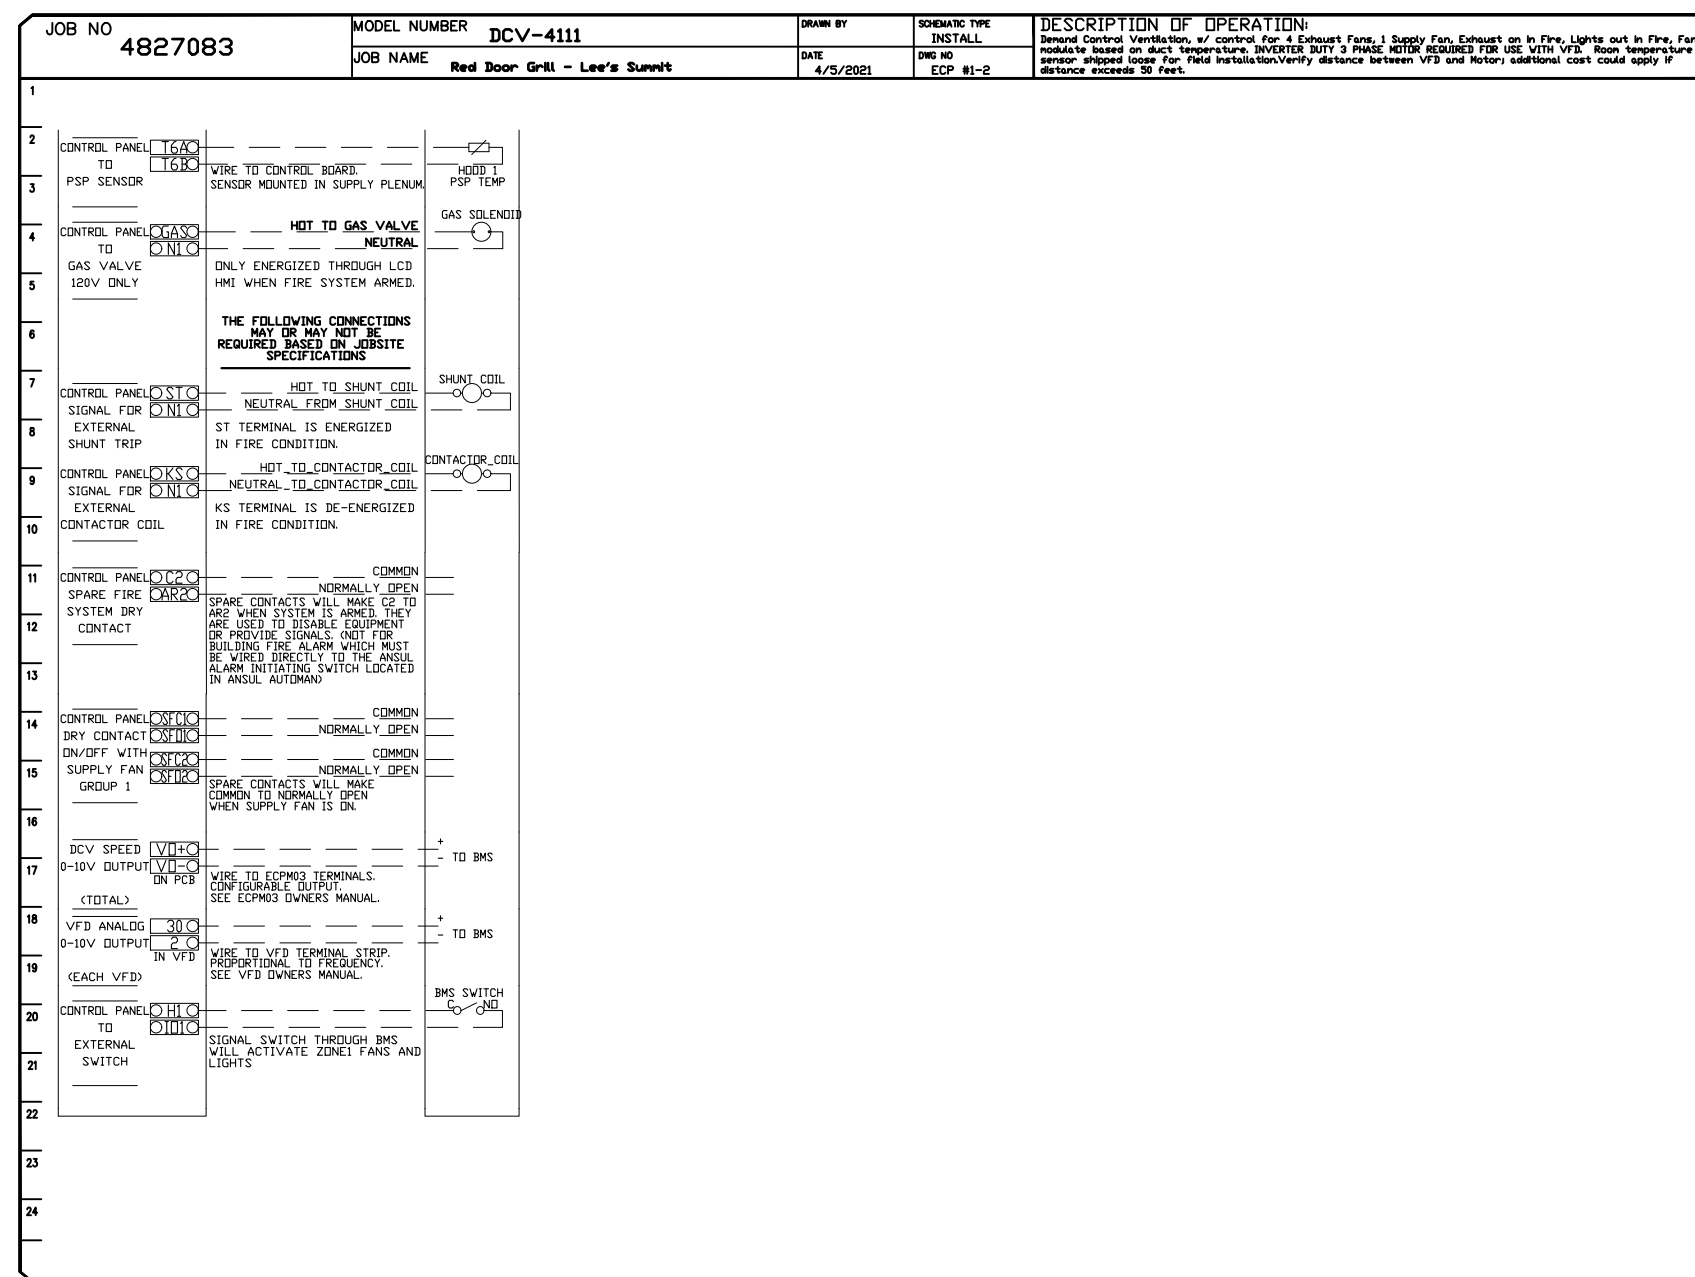 JOB NO
4827083
MODEL NUMBER
DCV-4111
JOB NAME
Red Door Grill - Lee's Summit
DRAWN BY
DATE
4/5/2021
SCHEMATIC TYPE
INSTALL
DWG NO
ECP #1-2
DESCRIPTION OF OPERATION:
Demand Control Ventilation, w/ control for 4 Exhaust Fans, 1 Supply Fan, Exhaust on in Fire, Lights out in Fire, Fan
modulate based on duct temperature. INVERTER DUTY 3 PHASE MOTOR REQUIRED FOR USE WITH VFD. Room temperature
sensor shipped loose for field installation.Verify distance between VFD and Motor; additional cost could apply if
distance exceeds 50 feet.
1
2
CONTROL PANEL
TO
PSP SENSOR
T6A
T6B
WIRE TO CONTROL BOARD.
SENSOR MOUNTED IN SUPPLY PLENUM.
HOOD 1
PSP TEMP
3
4
CONTROL PANEL
TO
GAS VALVE
120V ONLY
GAS
N1
HOT TO GAS VALVE
NEUTRAL
ONLY ENERGIZED THROUGH LCD
HMI WHEN FIRE SYSTEM ARMED.
GAS SOLENOID
5
6
THE FOLLOWING CONNECTIONS
MAY OR MAY NOT BE
REQUIRED BASED ON JOBSITE
SPECIFICATIONS
7
CONTROL PANEL
SIGNAL FOR
EXTERNAL
SHUNT TRIP
ST
N1
HOT TO SHUNT COIL
NEUTRAL FROM SHUNT COIL
ST TERMINAL IS ENERGIZED
IN FIRE CONDITION.
SHUNT COIL
8
9
CONTROL PANEL
SIGNAL FOR
EXTERNAL
CONTACTOR COIL
KS
N1
HOT TO CONTACTOR COIL
NEUTRAL TO CONTACTOR COIL
KS TERMINAL IS DE-ENERGIZED
IN FIRE CONDITION.
CONTACTOR COIL
10
11
CONTROL PANEL
SPARE FIRE
SYSTEM DRY
CONTACT
C2
AR2
COMMON
NORMALLY OPEN
SPARE CONTACTS WILL MAKE C2 TO
AR2 WHEN SYSTEM IS ARMED. THEY
ARE USED TO DISABLE EQUIPMENT
OR PROVIDE SIGNALS. (NOT FOR
BUILDING FIRE ALARM WHICH MUST
BE WIRED DIRECTLY TO THE ANSUL
ALARM INITIATING SWITCH LOCATED
IN ANSUL AUTOMAN)
12
13
14
CONTROL PANEL
DRY CONTACT
ON/OFF WITH
SUPPLY FAN
GROUP 1
SFC1
SFO1
SFC2
SFO2
COMMON
NORMALLY OPEN
COMMON
NORMALLY OPEN
SPARE CONTACTS WILL MAKE
COMMON TO NORMALLY OPEN
WHEN SUPPLY FAN IS ON.
15
16
17
DCV SPEED
0-10V OUTPUT
(TOTAL)
VO+
VO-
ON PCB
WIRE TO ECPM03 TERMINALS.
CONFIGURABLE OUTPUT.
SEE ECPM03 OWNERS MANUAL.
+
- TO BMS
18
VFD ANALOG
0-10V OUTPUT
(EACH VFD)
30
2
IN VFD
WIRE TO VFD TERMINAL STRIP.
PROPORTIONAL TO FREQUENCY.
SEE VFD OWNERS MANUAL.
+
- TO BMS
19
20
CONTROL PANEL
TO
EXTERNAL
SWITCH
H1
IO1
SIGNAL SWITCH THROUGH BMS
WILL ACTIVATE ZONE1 FANS AND
LIGHTS
BMS SWITCH
C NO
21
22
23
24